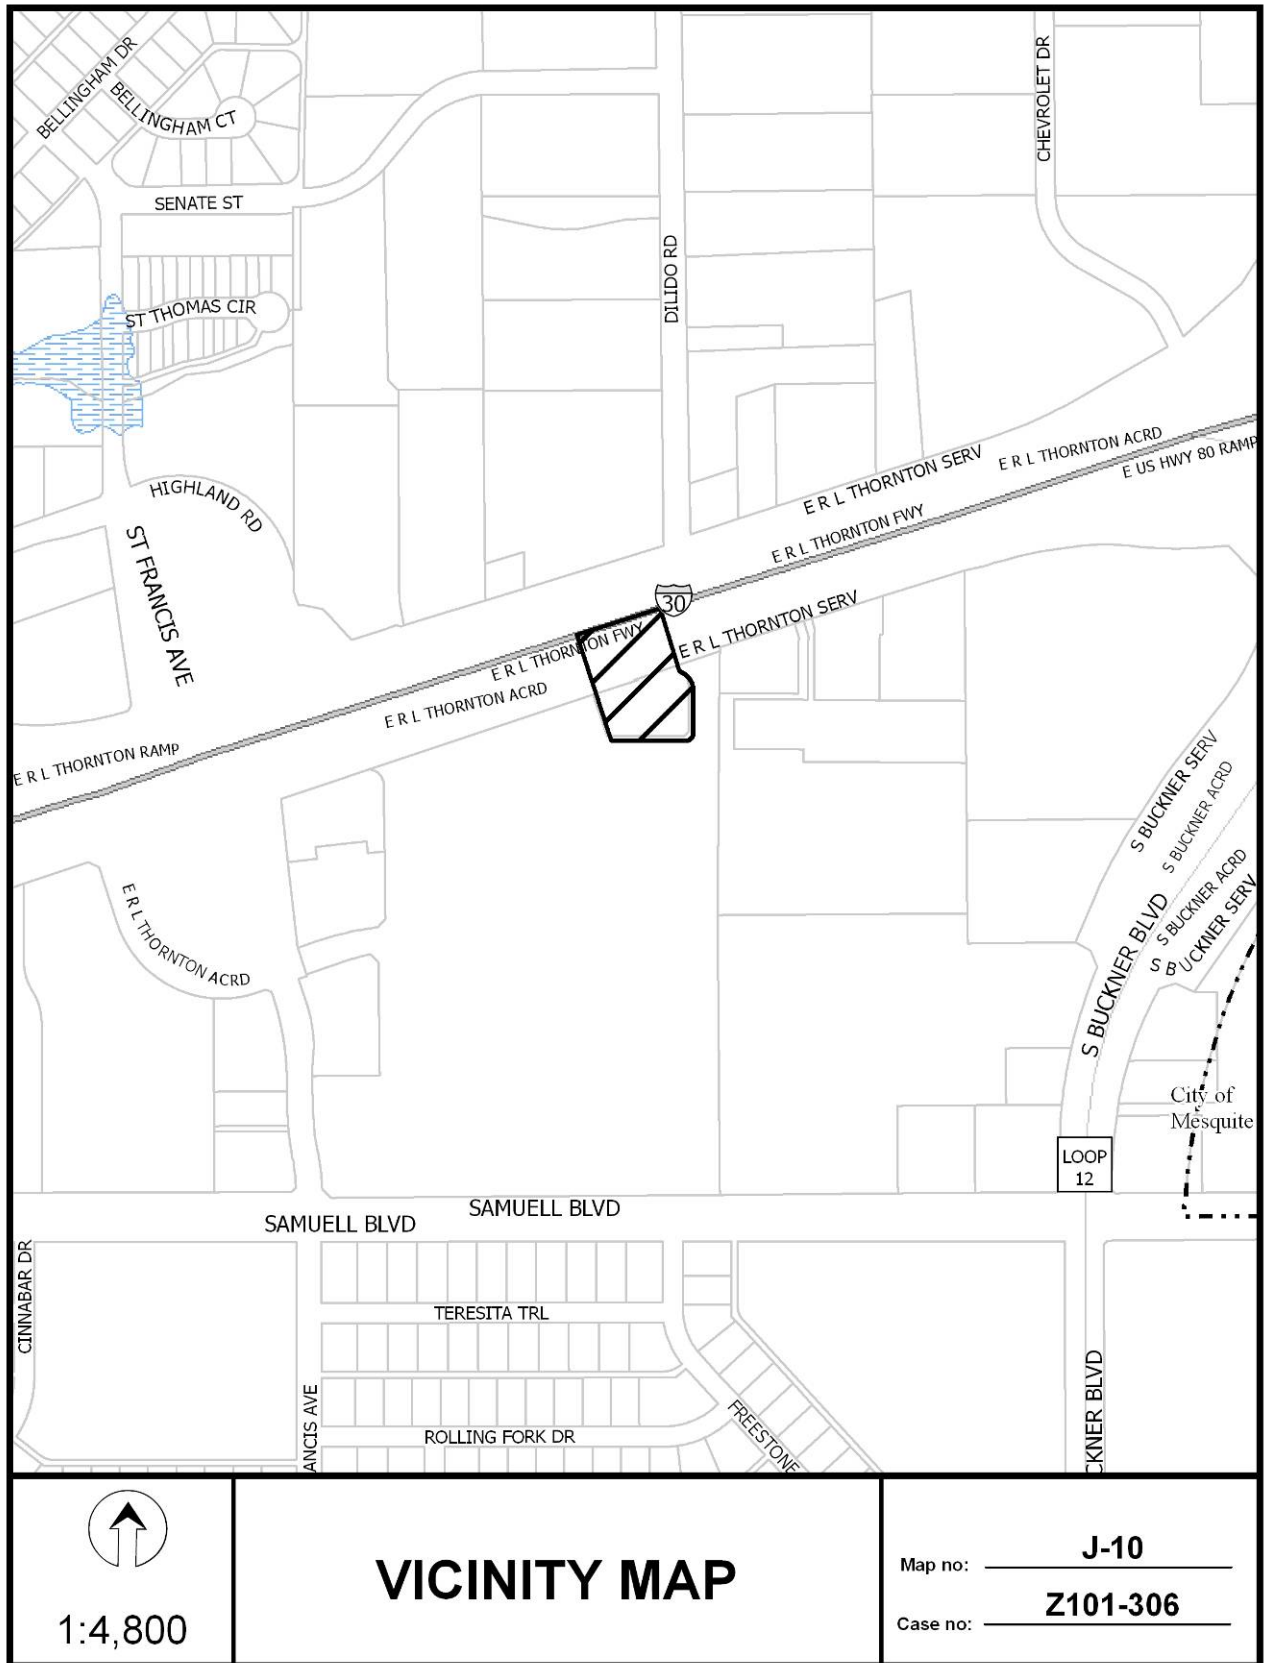 BELLINGHAM DR
BELLINGHAM CT
CHEVROLET DR
SENATE ST
DILIDO RD
ST THOMAS CIR
HIGHLAND RD
E R L THORNTON SERV
E R L THORNTON ACRD
E US HWY 80 RAMP
E R L THORNTON FWY
ST FRANCIS AVE
30
E R L THORNTON SERV
E R L THORNTON FWY
E R L THORNTON ACRD
E R L THORNTON RAMP
S BUCKNER SERV
S BUCKNER ACRD
E R L THORNTON ACRD
S BUCKNER BLVD
S BUCKNER ACRD
S BUCKNER SERV
City of
Mesquite
LOOP
12
SAMUELL BLVD
SAMUELL BLVD
CINNABAR DR
TERESITA TRL
ANCIS AVE
ROLLING FORK DR
FREESTONE
CKNER BLVD
1:4,800
VICINITY MAP
Map no: J-10
Case no: Z101-306